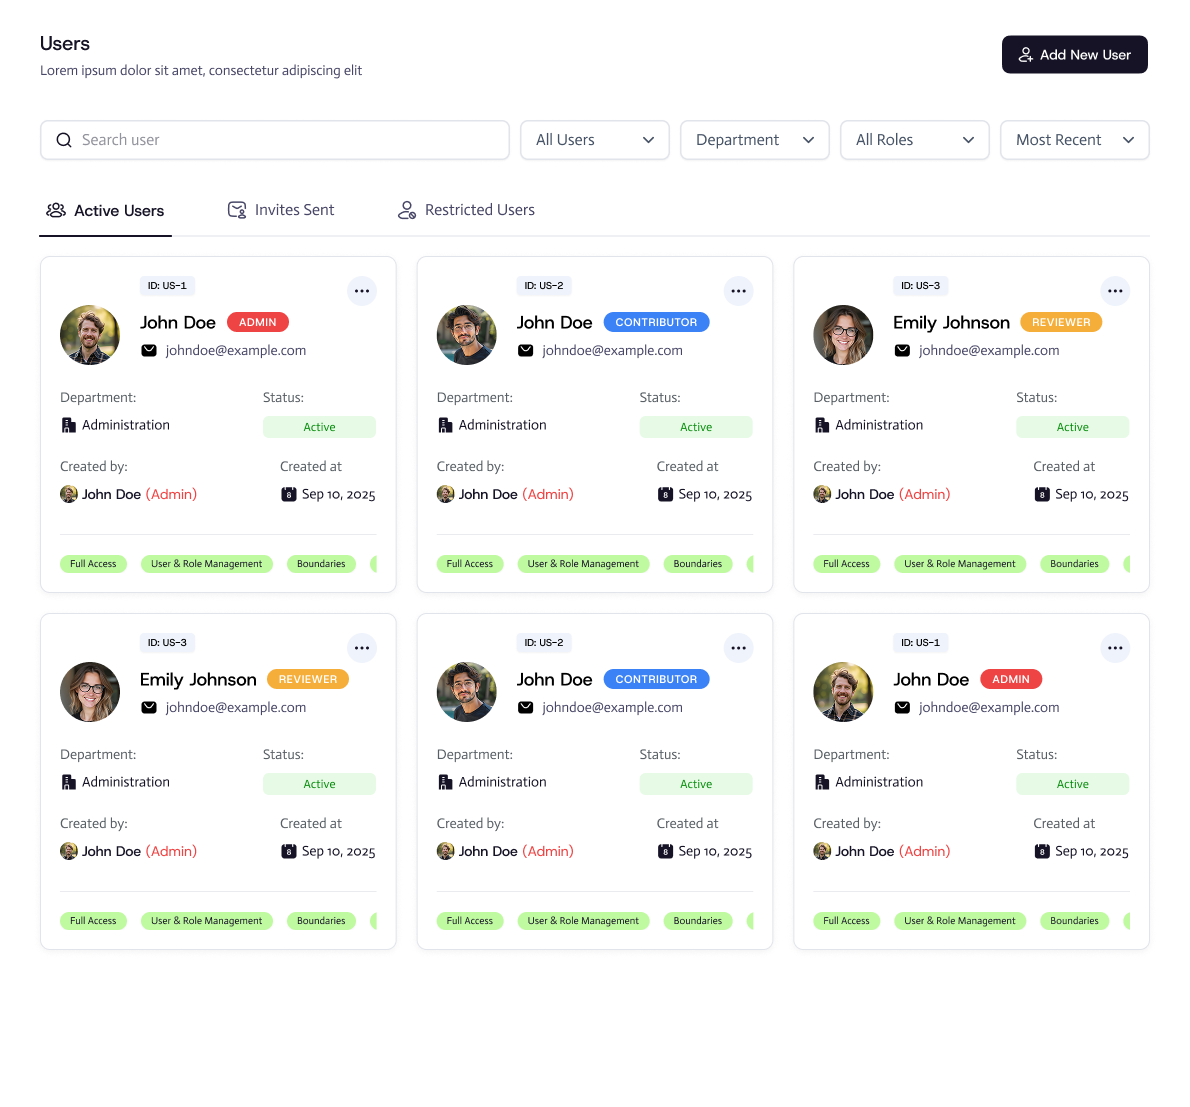 Users
Lorem ipsum dolor sit amet, consectetur adipiscing elit
Add New User
Search user
All Users
Department
All Roles
Most Recent
Active Users
Invites Sent
Restricted Users
ID: US-1
John Doe ADMIN
johndoe@example.com
Department: Status:
Administration Active
Created by: Created at
John Doe (Admin) 8 Sep 10, 2025
Full Access User & Role Management Boundaries
ID: US-2
John Doe CONTRIBUTOR
johndoe@example.com
Department: Status:
Administration Active
Created by: Created at
John Doe (Admin) 8 Sep 10, 2025
Full Access User & Role Management Boundaries
ID: US-3
Emily Johnson REVIEWER
johndoe@example.com
Department: Status:
Administration Active
Created by: Created at
John Doe (Admin) 8 Sep 10, 2025
Full Access User & Role Management Boundaries
ID: US-3
Emily Johnson REVIEWER
johndoe@example.com
Department: Status:
Administration Active
Created by: Created at
John Doe (Admin) 8 Sep 10, 2025
Full Access User & Role Management Boundaries
ID: US-2
John Doe CONTRIBUTOR
johndoe@example.com
Department: Status:
Administration Active
Created by: Created at
John Doe (Admin) 8 Sep 10, 2025
Full Access User & Role Management Boundaries
ID: US-1
John Doe ADMIN
johndoe@example.com
Department: Status:
Administration Active
Created by: Created at
John Doe (Admin) 8 Sep 10, 2025
Full Access User & Role Management Boundaries